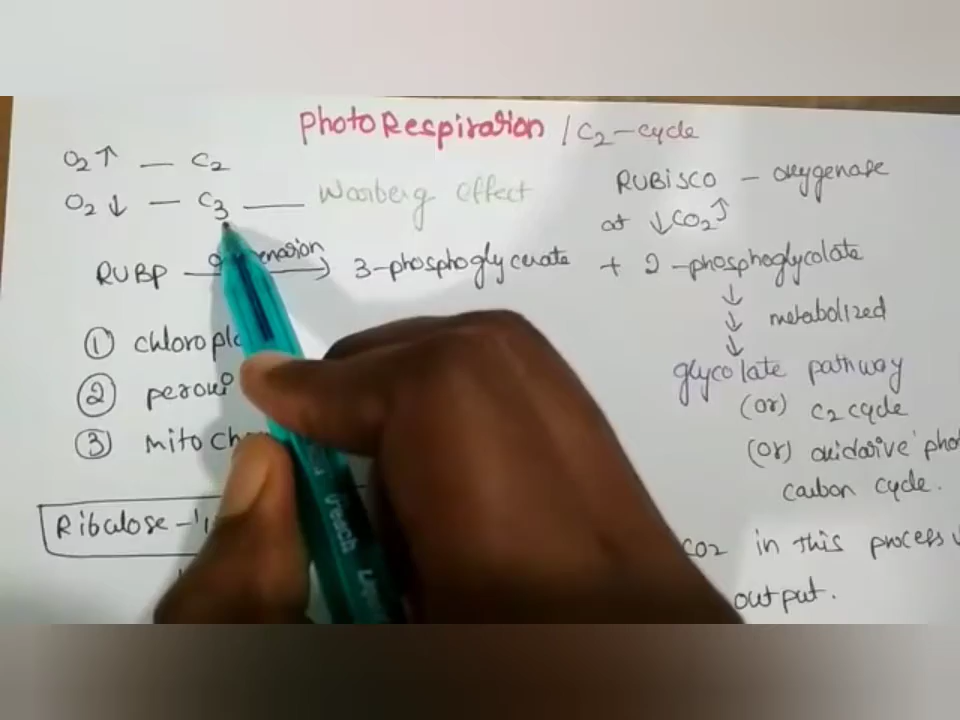 PhotoRespiration / C2-cycle
O2↑ — C2
O2↓ — C3 —— Woorberg Effect
RUBISCO – oxygenase
at ↓CO2↑
RUBP → 3-phosphoglycerate + 2-phosphoglycolate
↓
↓ metabolized
↓
glycolate pathway
(or) C2 cycle
(or) oxidative
carbon cycle.
① chloropl
② peroxi
③ mitoch
Ribulose-1
CO2 in this process
output.